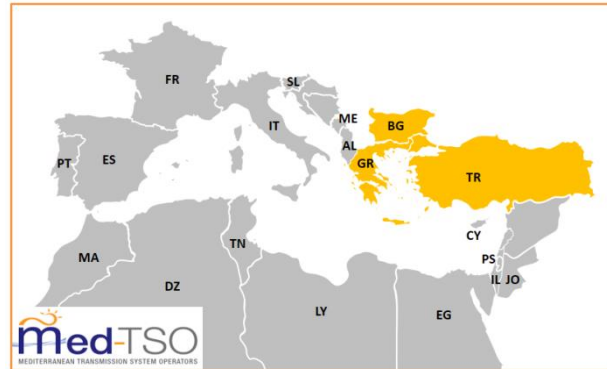 FR
SL
ME
BG
IT
AL
PT
ES
GR
TR
CY
TN
MA
PS
IL JO
DZ
LY
EG
Med-TSO
MEDITERRANEAN TRANSMISSION SYSTEM OPERATORS